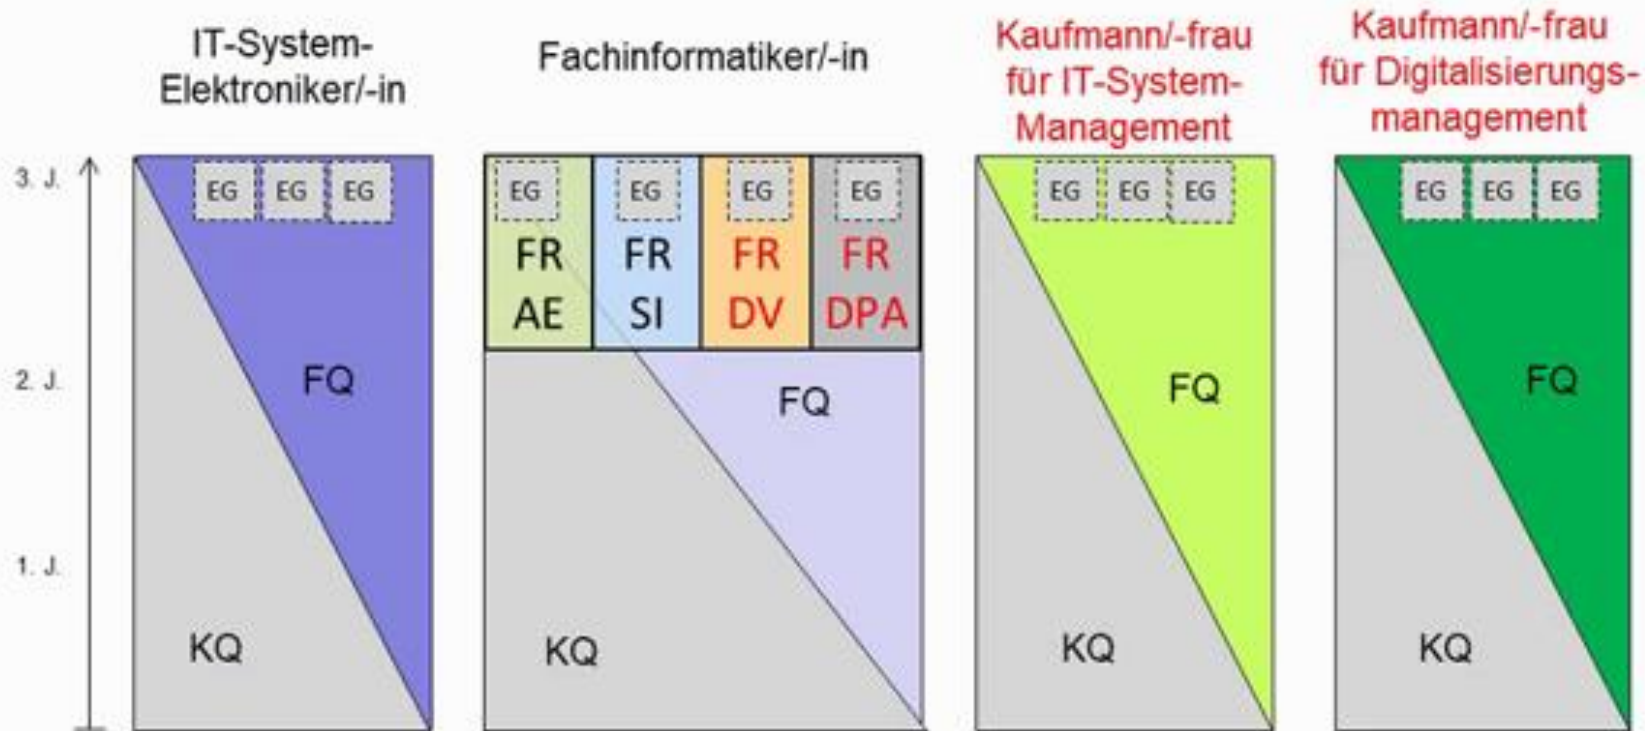 IT-System-
Elektroniker/-in
Fachinformatiker/-in
Kaufmann/-frau
für IT-System-
Management
Kaufmann/-frau
für Digitalisierungs-
management
3. J.
2. J.
1. J.
EG EG EG
FQ
KQ
EG EG EG EG
FR FR FR FR
AE SI DV DPA
FQ
KQ
EG EG EG
FQ
KQ
EG EG EG
FQ
KQ